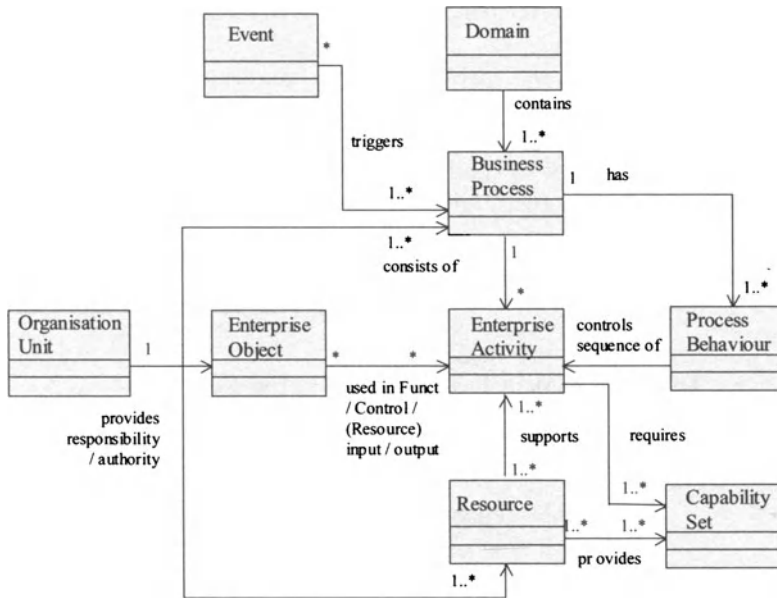 Event
*
Domain
contains
1..*
triggers
Business
Process
1
has
1..*
1..*
consists of
1
*
1..*
Organisation
Unit
1
Enterprise
Object
*
*
Enterprise
Activity
controls
sequence of
Process
Behaviour
provides
responsibility
/ authority
used in Funct
/ Control /
(Resource)
input / output
1..*
supports
requires
1..*
1..*
Resource
1..*
1..*
Capability
Set
pr ovides
1..*